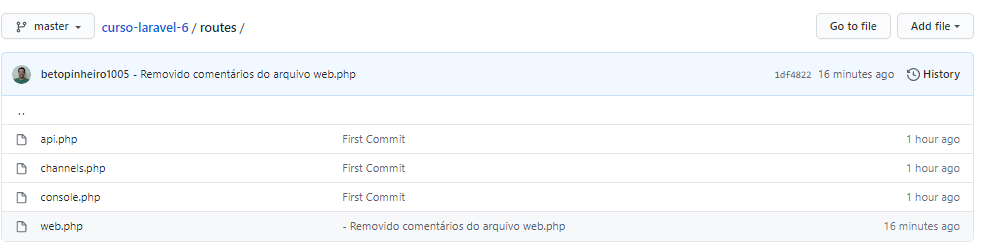 master curso-laravel-6 / routes / Go to file Add file
betopinheiro1005 - Removido comentários do arquivo web.php 1df4822 16 minutes ago History
..
api.php First Commit 1 hour ago
channels.php First Commit 1 hour ago
console.php First Commit 1 hour ago
web.php - Removido comentários do arquivo web.php 16 minutes ago